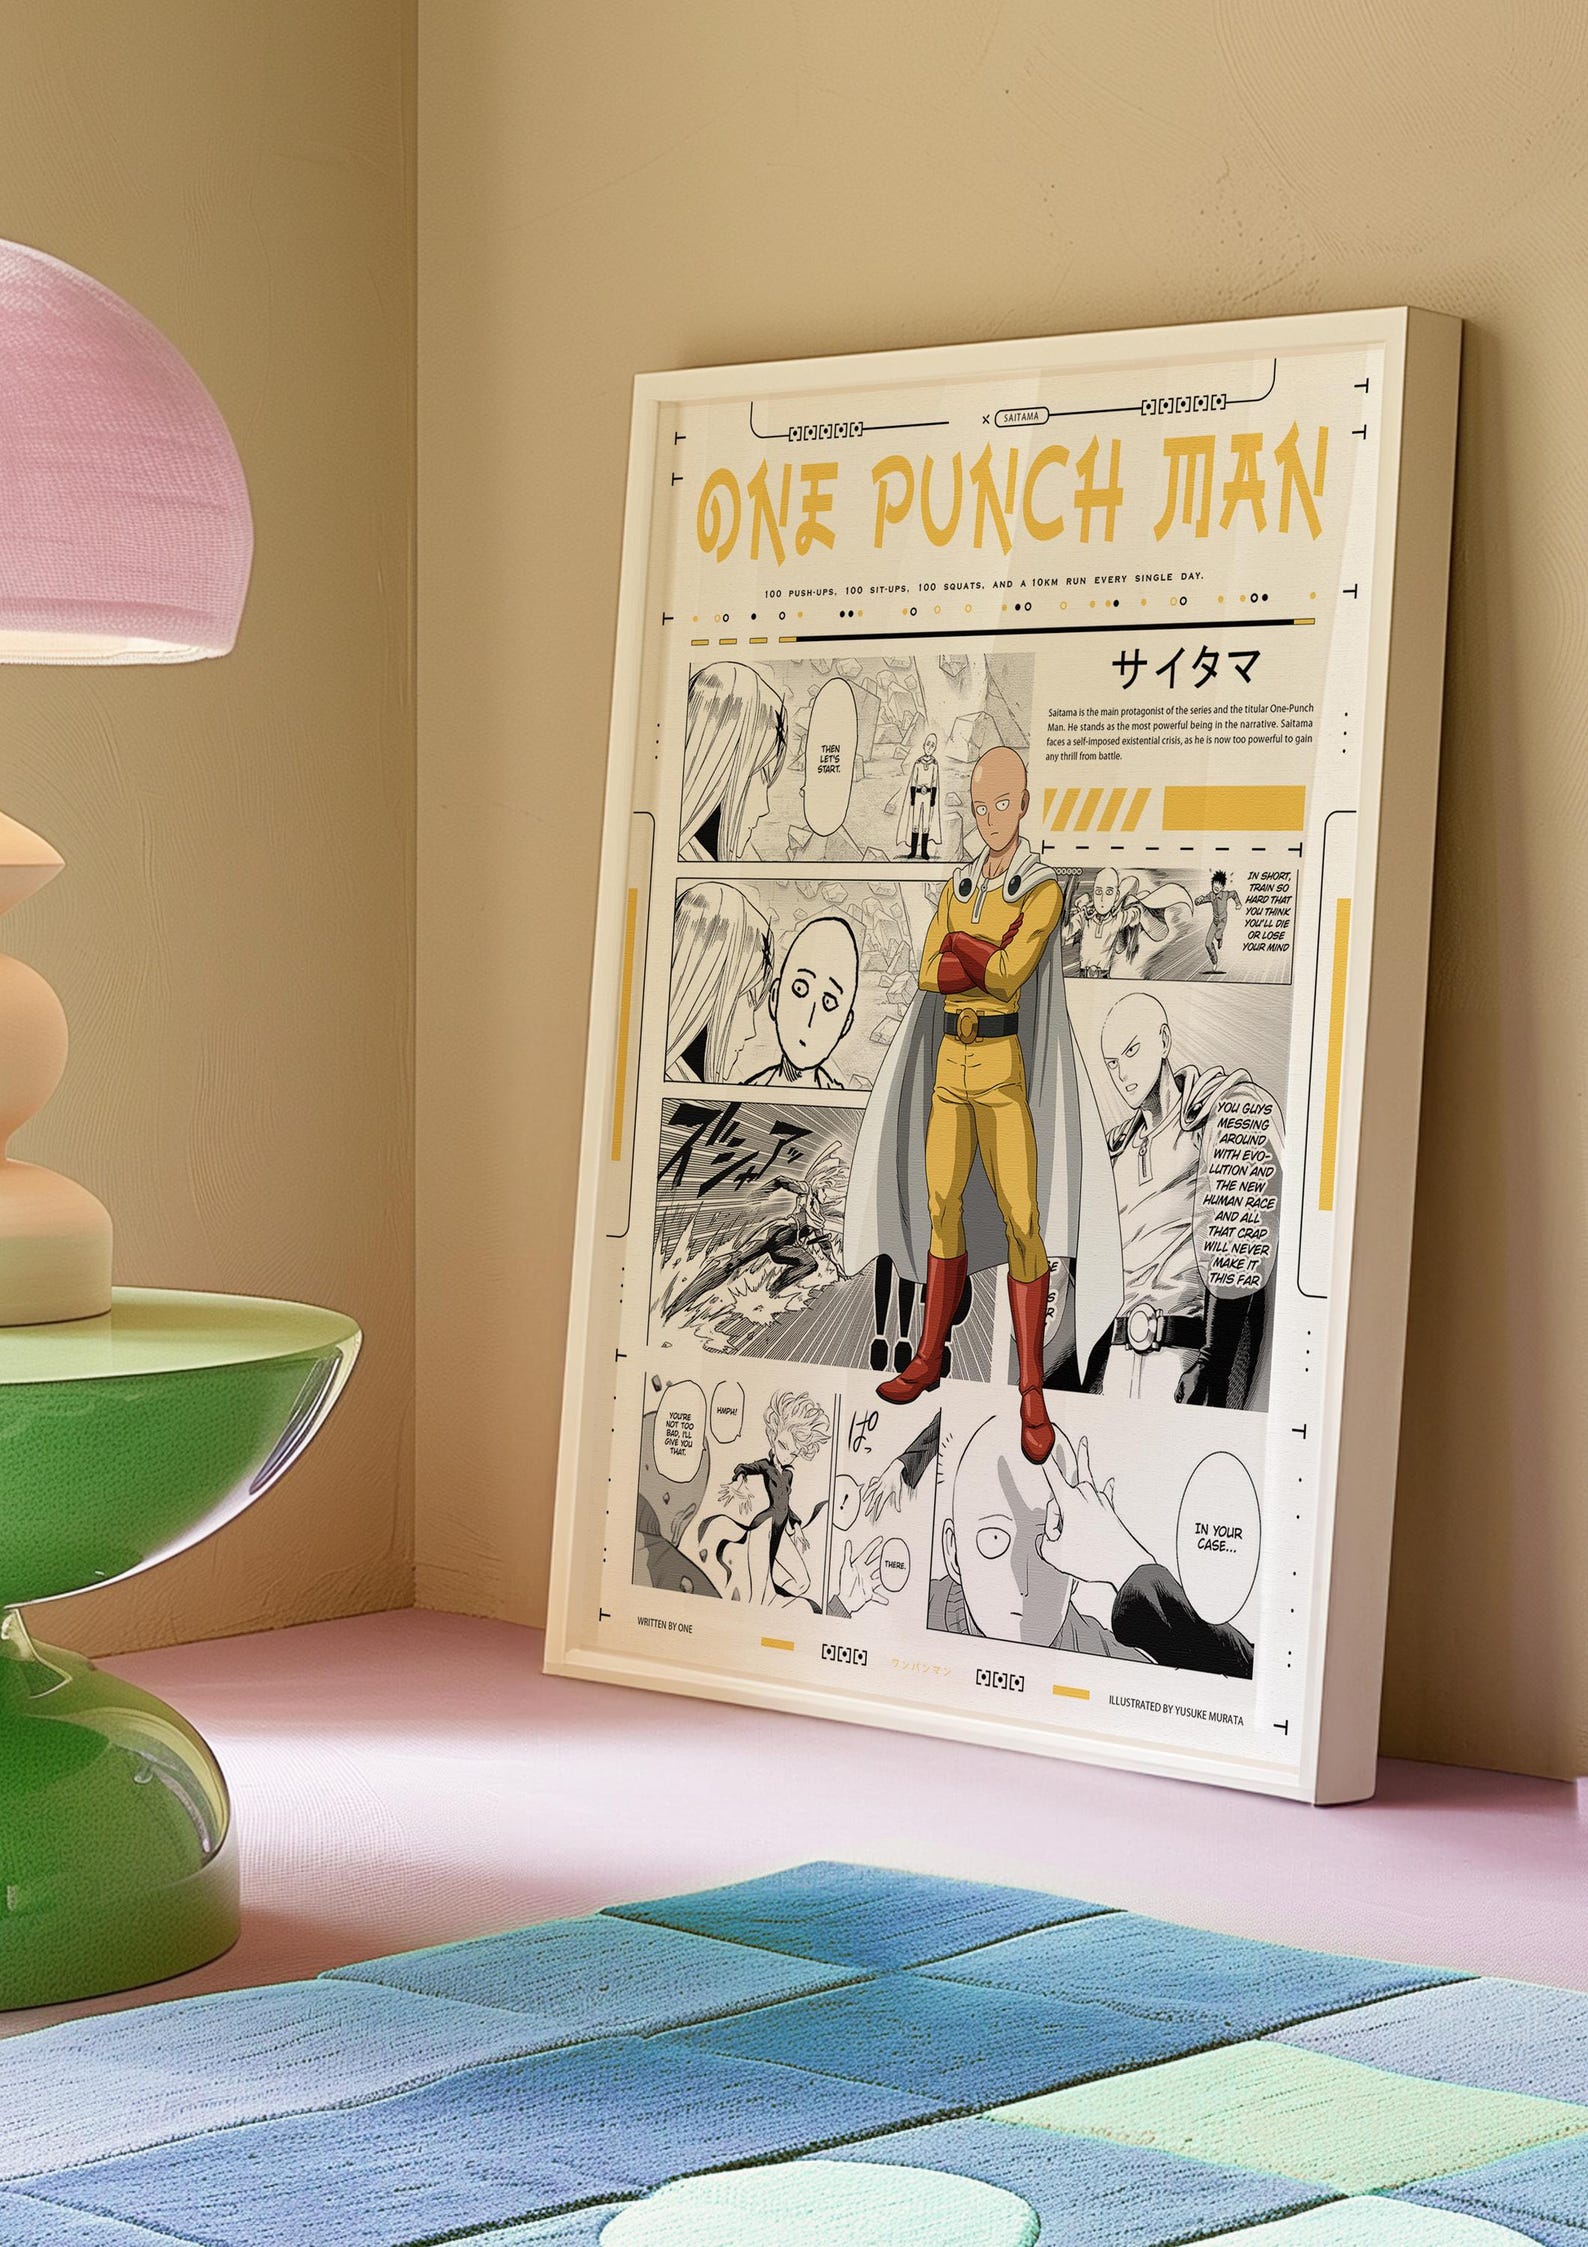 SAITAMA
ONE PUNCH MAN
100 PUSH-UPS, 100 SIT-UPS, 100 SQUATS, AND A 10KM RUN EVERY SINGLE DAY.
サイタマ
Saitama is the main protagonist of the series and the titular One-Punch
Man. He stands as the most powerful being in the narrative. Saitama
faces a self-imposed existential crisis, as he is now too powerful to gain
any thrill from battle.
THEN
LET'S
START.
IN SHORT,
TRAIN SO
HARD THAT
YOU THINK
YOU'LL DIE
OR LOSE
YOUR MIND
ズシャアッ
YOU GUYS
MESSING
AROUND
WITH EVO-
LUTION AND
THE NEW
HUMAN RACE
AND ALL
THAT CRAP
WILL NEVER
MAKE IT
THIS FAR
YOU'RE
NOT TOO
BAD, I'LL
GIVE YOU
THAT.
HMPH!
ぱっ
!
THERE.
IN YOUR
CASE...
WRITTEN BY ONE
ワンパンマン
ILLUSTRATED BY YUSUKE MURATA